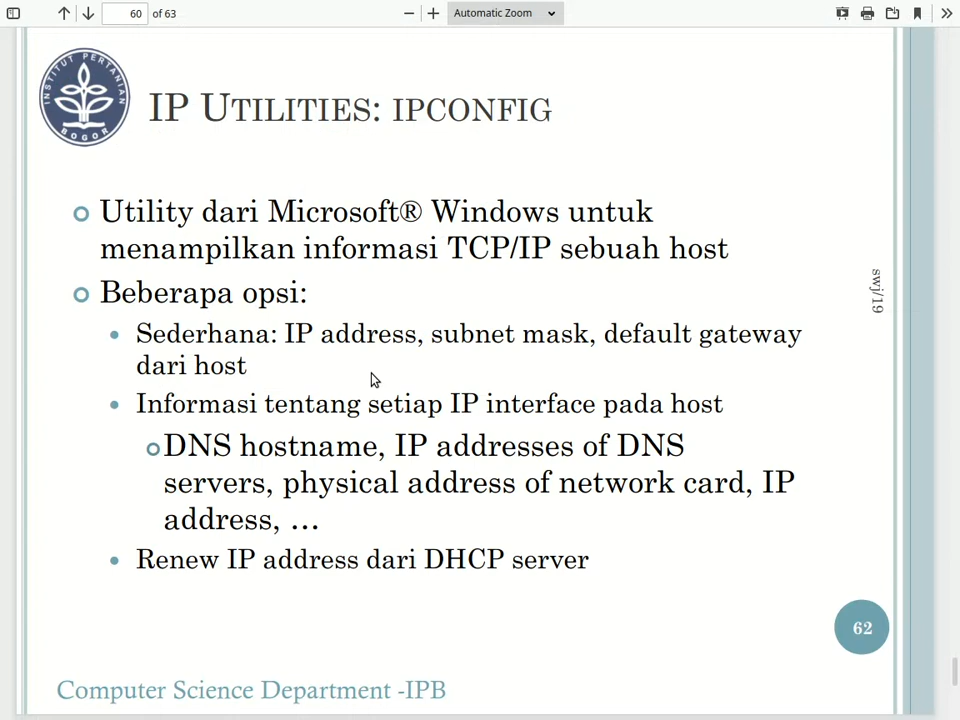 60 of 63
Automatic Zoom
INSTITUT PERTANIAN
BOGOR
IP UTILITIES: IPCONFIG
Utility dari Microsoft® Windows untuk
menampilkan informasi TCP/IP sebuah host
Beberapa opsi:
Sederhana: IP address, subnet mask, default gateway
dari host
Informasi tentang setiap IP interface pada host
DNS hostname, IP addresses of DNS
servers, physical address of network card, IP
address, …
Renew IP address dari DHCP server
swj/19
62
Computer Science Department -IPB